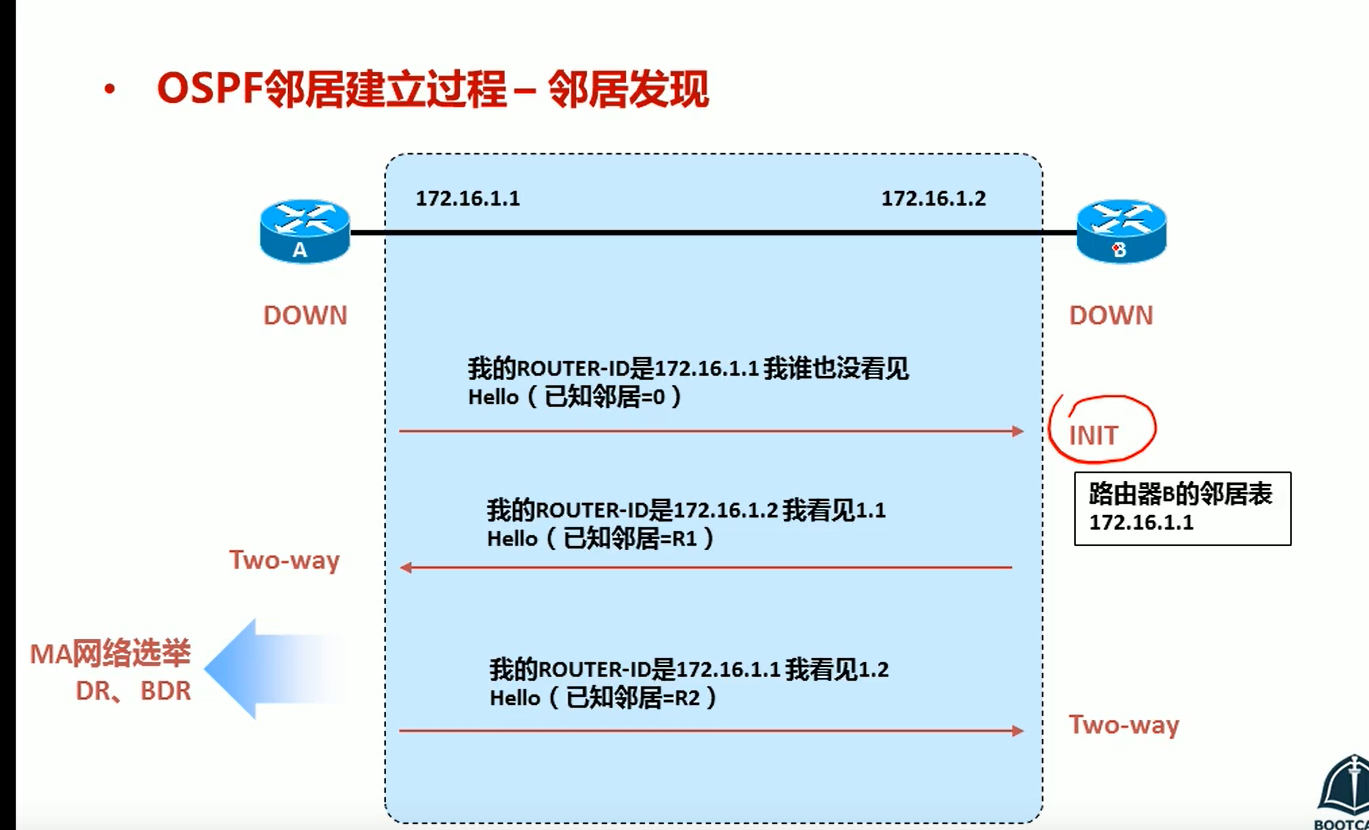 • OSPF邻居建立过程 – 邻居发现
172.16.1.1
172.16.1.2
A
B
DOWN
DOWN
我的ROUTER-ID是172.16.1.1 我谁也没看见
Hello（已知邻居=0）
INIT
路由器B的邻居表
172.16.1.1
我的ROUTER-ID是172.16.1.2 我看见1.1
Hello（已知邻居=R1）
Two-way
MA网络选举
DR、 BDR
我的ROUTER-ID是172.16.1.1 我看见1.2
Hello（已知邻居=R2）
Two-way